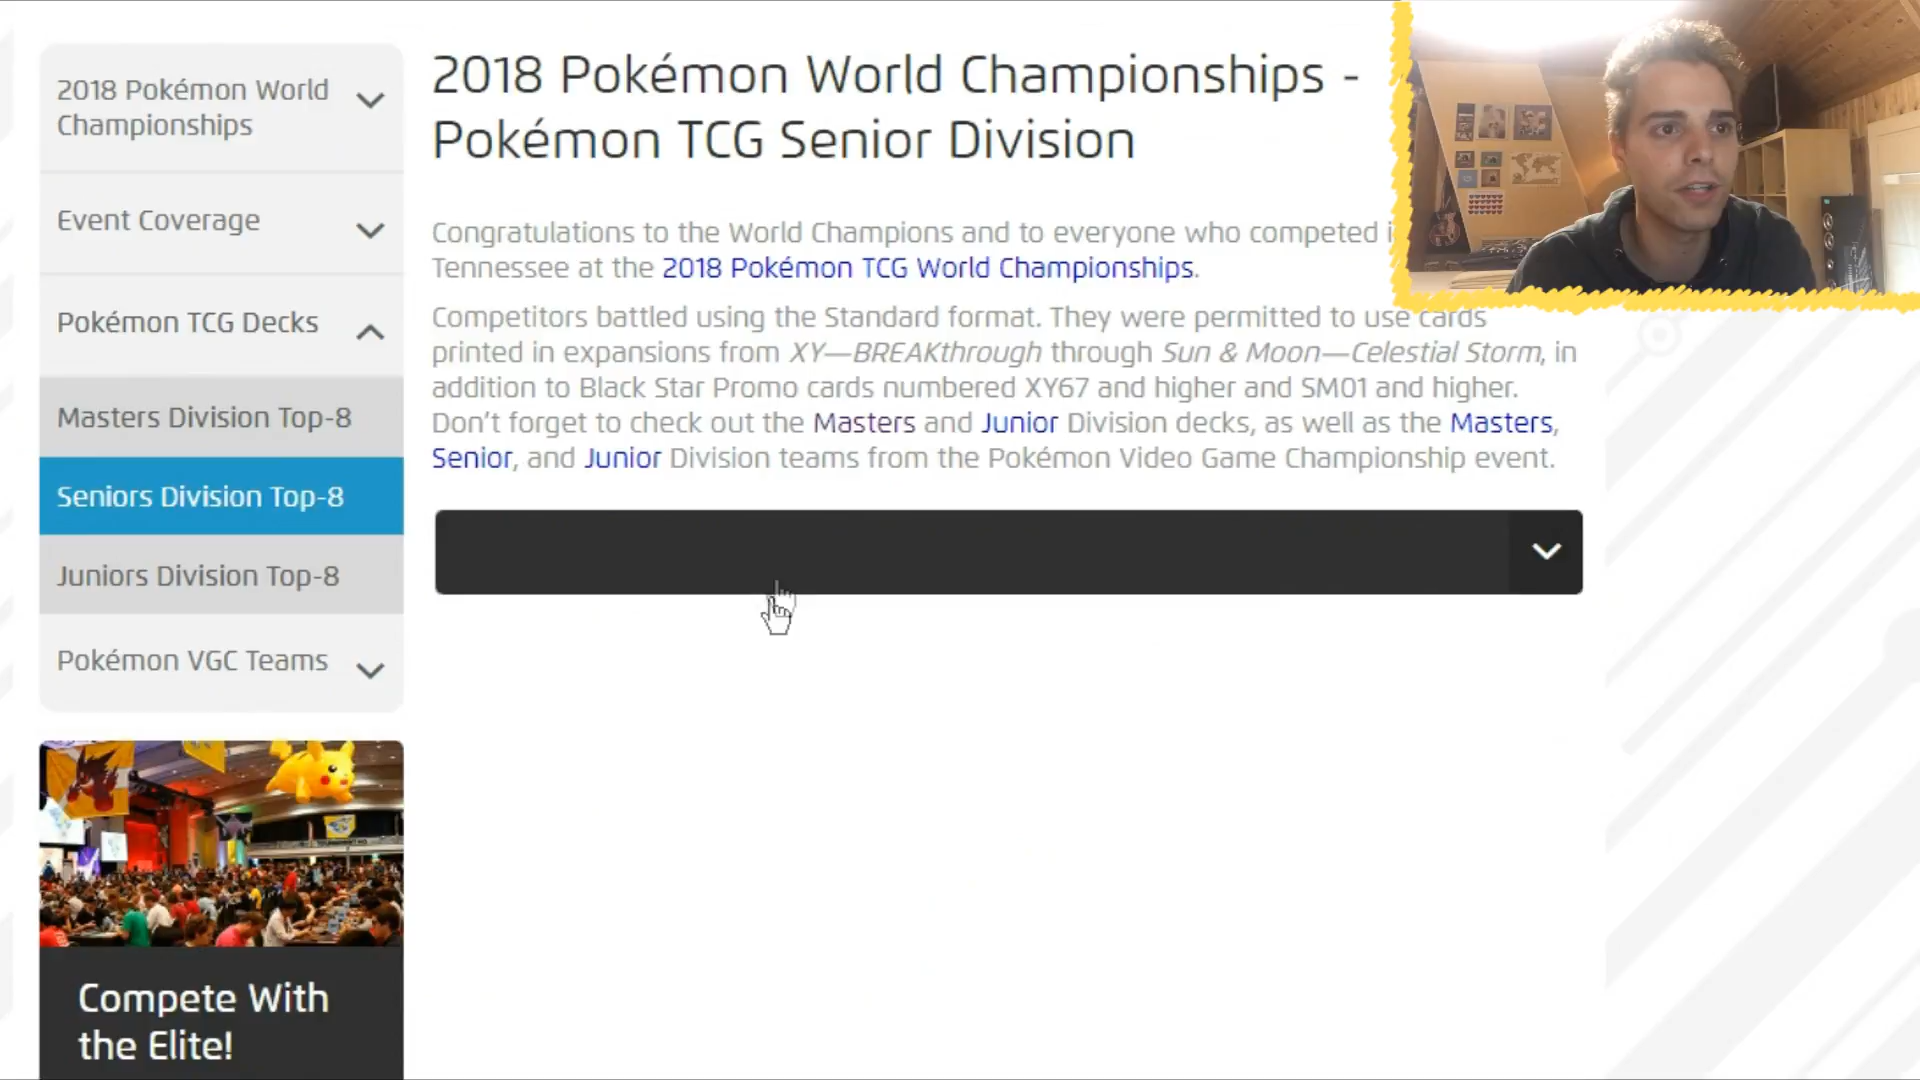 2018 Pokémon World
Championships
Event Coverage
Pokémon TCG Decks
Masters Division Top-8
Seniors Division Top-8
Juniors Division Top-8
Pokémon VGC Teams
Compete With
the Elite!
2018 Pokémon World Championships -
Pokémon TCG Senior Division
Congratulations to the World Champions and to everyone who competed
Tennessee at the 2018 Pokémon TCG World Championships.
Competitors battled using the Standard format. They were permitted to use cards
printed in expansions from XY—BREAKthrough through Sun & Moon—Celestial Storm, in
addition to Black Star Promo cards numbered XY67 and higher and SM01 and higher.
Don't forget to check out the Masters and Junior Division decks, as well as the Masters,
Senior, and Junior Division teams from the Pokémon Video Game Championship event.